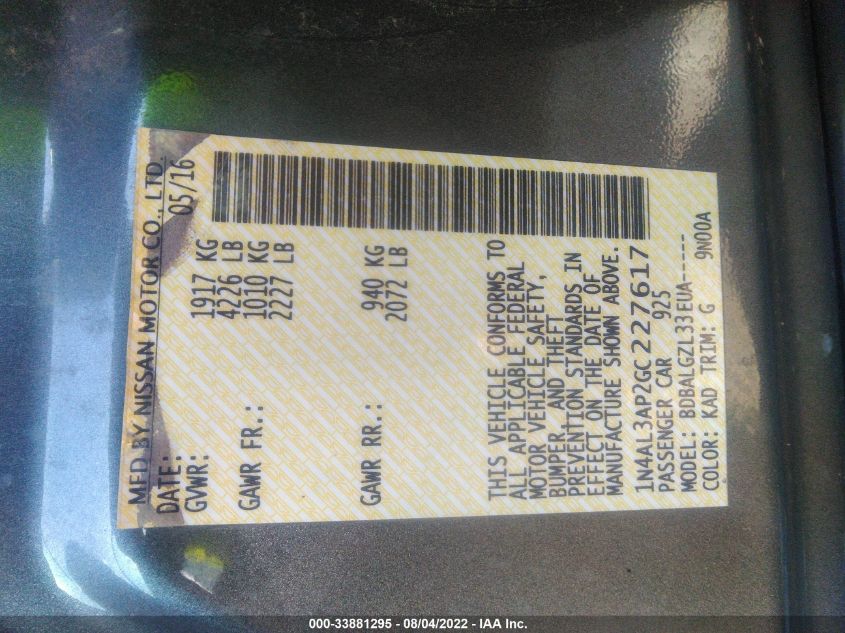 MFD BY NISSAN MOTOR CO., LTD.
DATE: 05/16
GVWR: 1917 KG
4226 LB
GAWR FR.: 1010 KG
2227 LB
GAWR RR.: 940 KG
2072 LB
THIS VEHICLE CONFORMS TO
ALL APPLICABLE FEDERAL
MOTOR VEHICLE SAFETY,
BUMPER, AND THEFT
PREVENTION STANDARDS IN
EFFECT ON THE DATE OF
MANUFACTURE SHOWN ABOVE.
1N4AL3AP2GC227617
PASSENGER CAR 925
MODEL: BDBALGZL33EUA-----
COLOR: KAD TRIM: G 9N00A
000-33881295 - 08/04/2022 - IAA Inc.